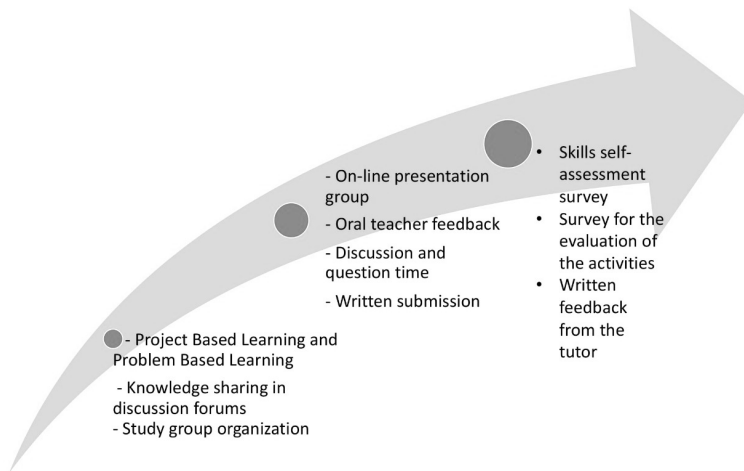 - Project Based Learning and
Problem Based Learning
- Knowledge sharing in
discussion forums
- Study group organization
- On-line presentation
group
- Oral teacher feedback
- Discussion and
question time
- Written submission
• Skills self-
assessment
survey
• Survey for the
evaluation of
the activities
• Written
feedback
from the
tutor